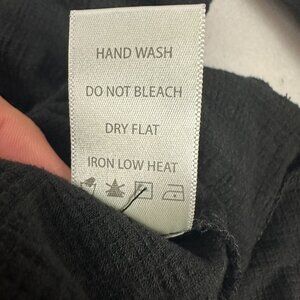 HAND WASH
DO NOT BLEACH
DRY FLAT
IRON LOW HEAT